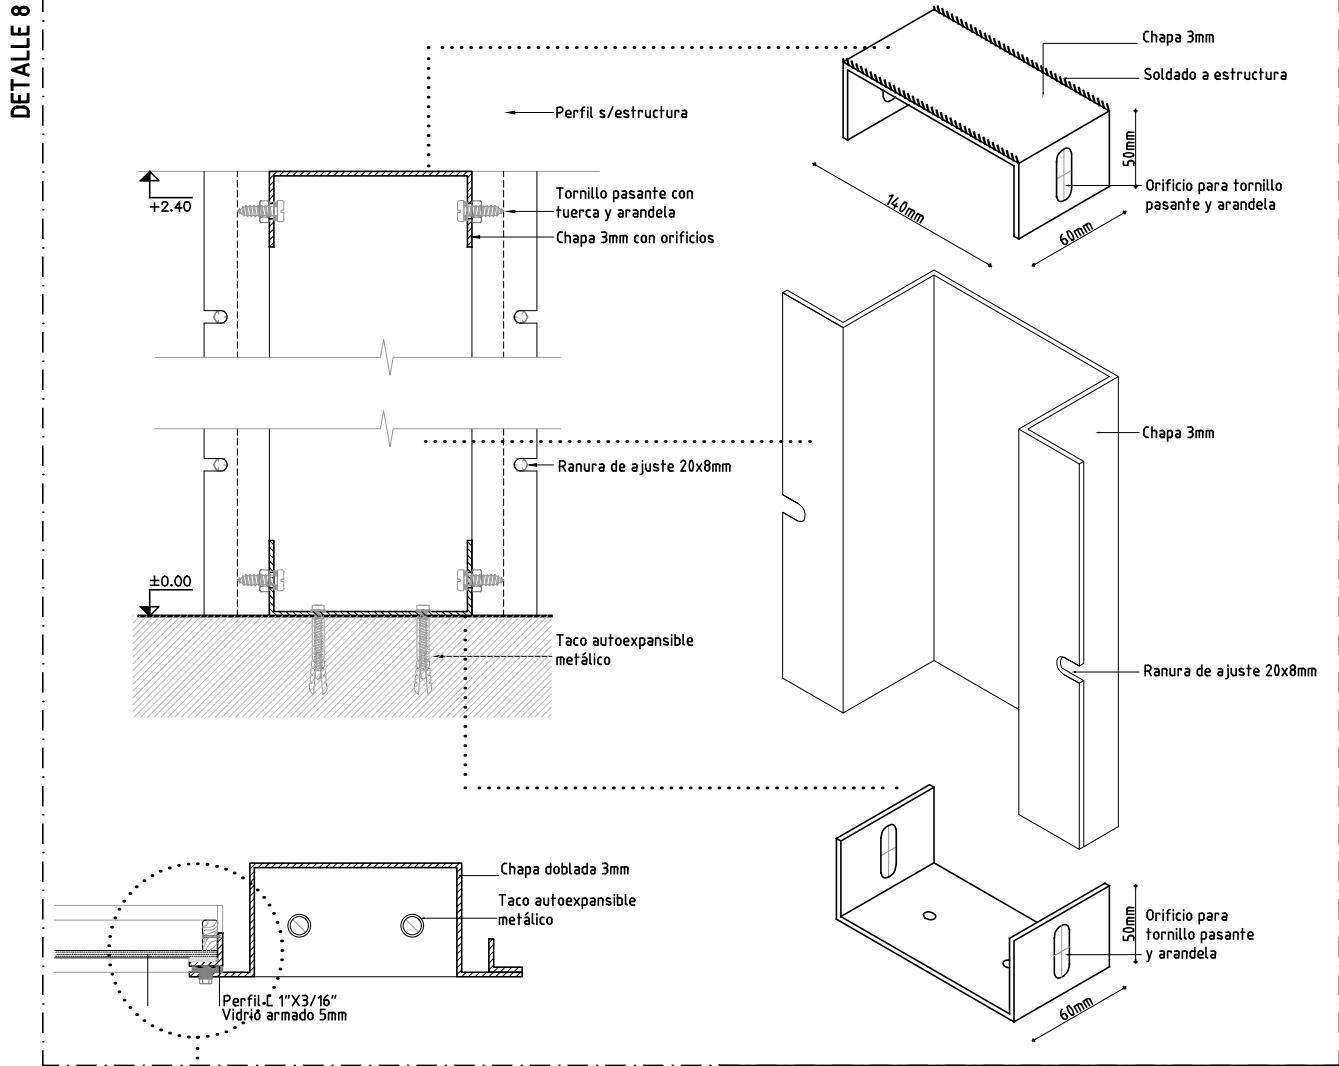 DETALLE 8
Perfil s/estructura
+2.40
Tornillo pasante con
tuerca y arandela
Chapa 3mm con orificios
Ranura de ajuste 20x8mm
±0.00
Taco autoexpansible
metálico
Chapa doblada 3mm
Taco autoexpansible
metálico
Perfil L 1"X3/16"
Vidrio armado 5mm
Chapa 3mm
Soldado a estructura
50mm
Orificio para tornillo
pasante y arandela
140mm
60mm
Chapa 3mm
Ranura de ajuste 20x8mm
50mm
Orificio para
tornillo pasante
y arandela
60mm